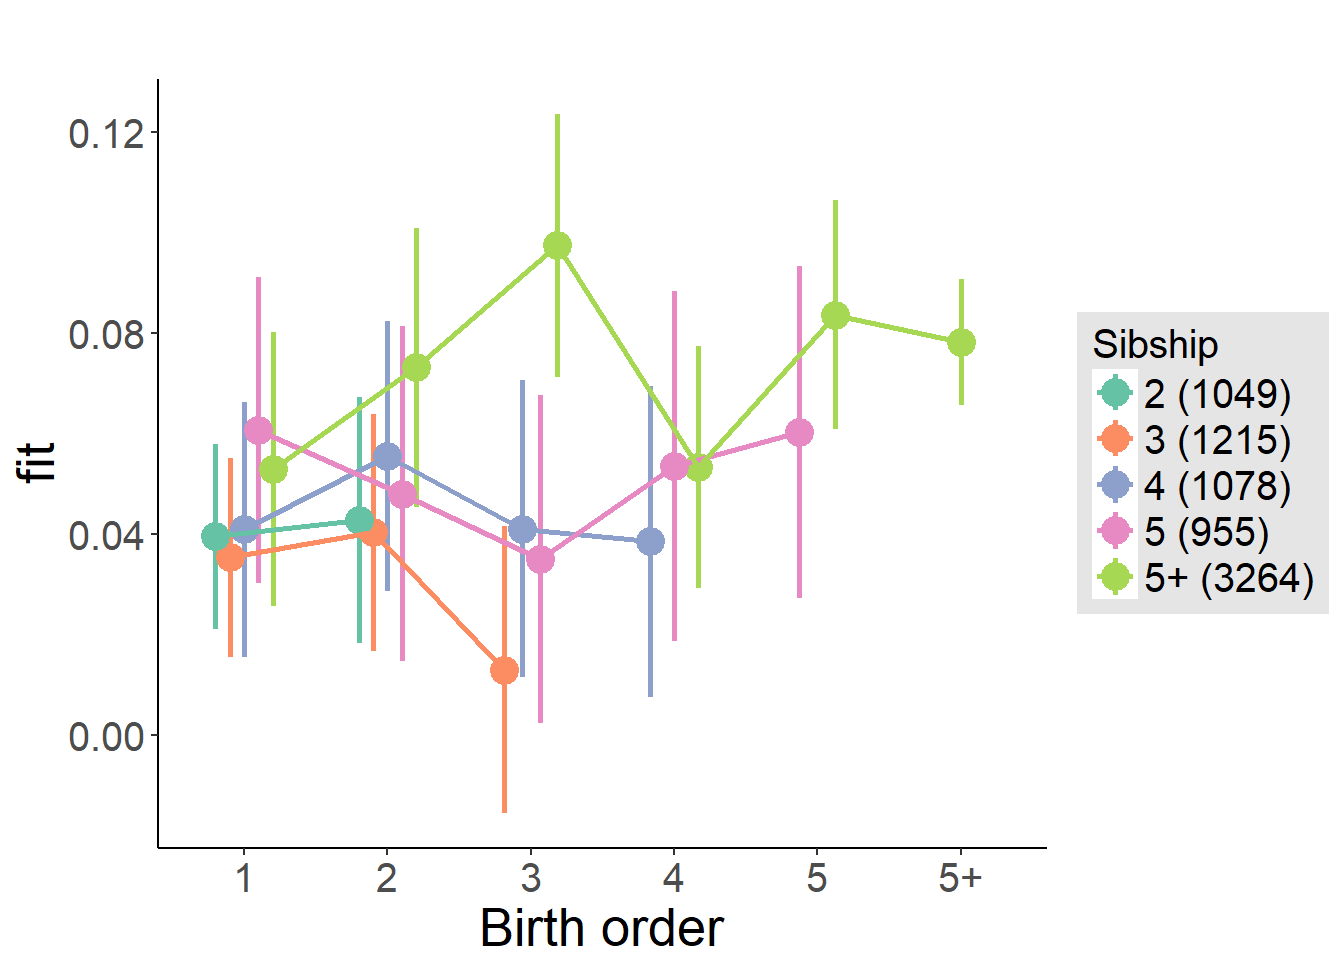 0.12
0.08
0.04
0.00
fit
1 2 3 4 5 5+
Birth order
Sibship
2 (1049)
3 (1215)
4 (1078)
5 (955)
5+ (3264)